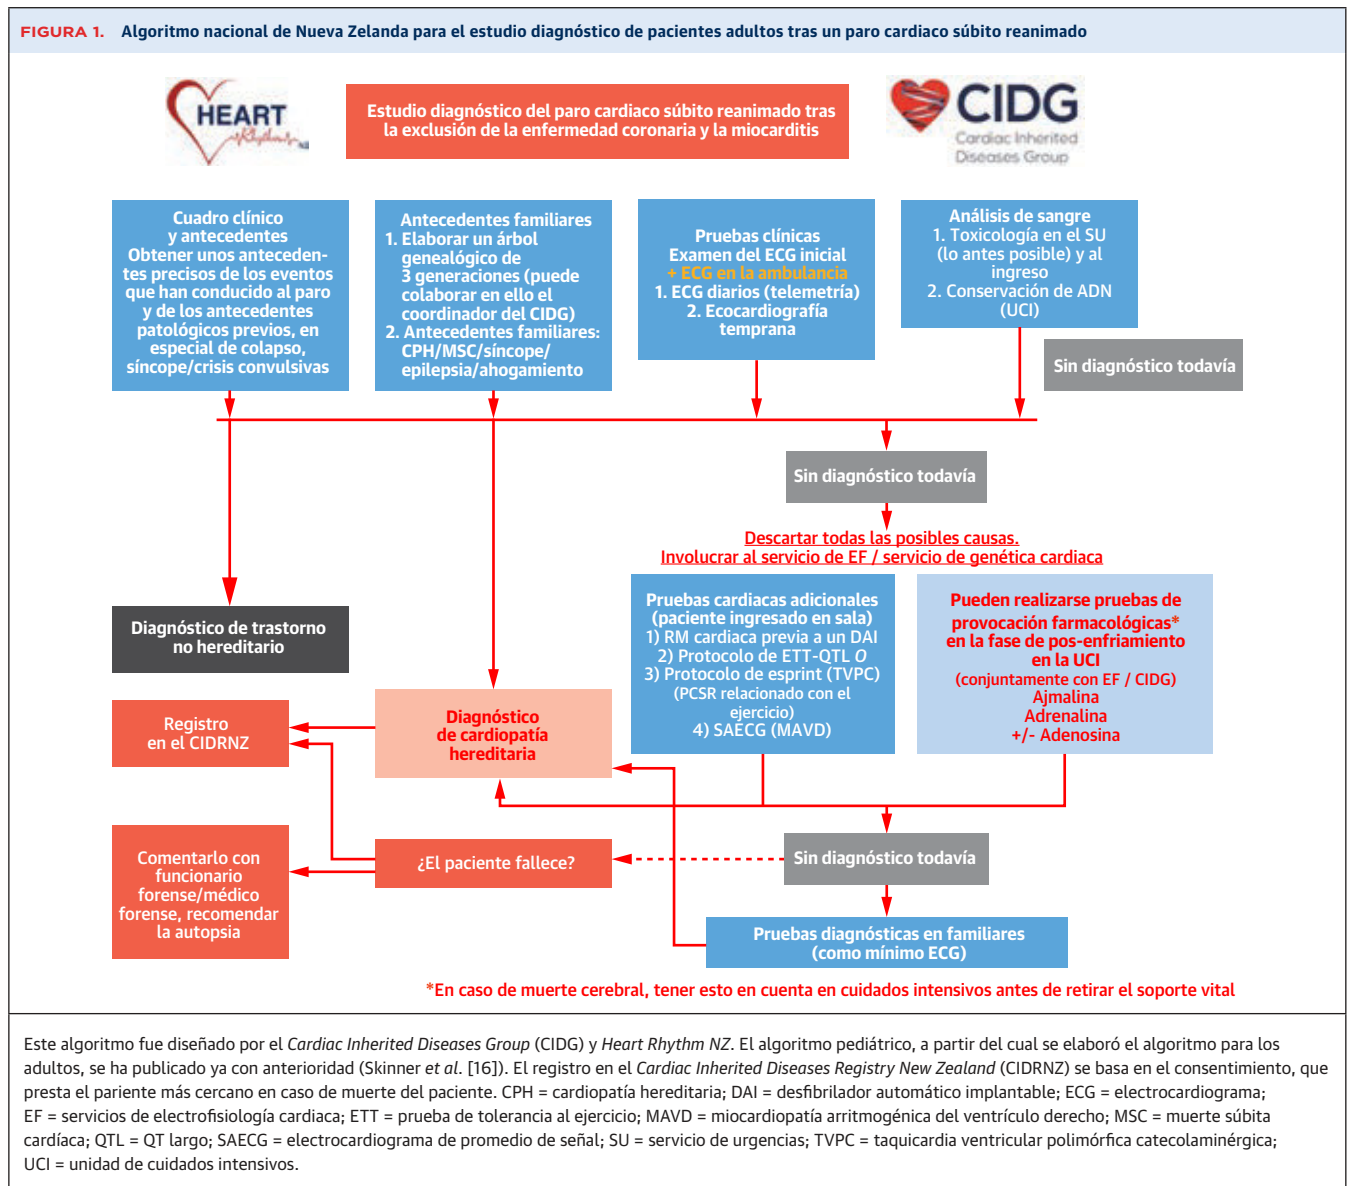 FIGURA 1. Algoritmo nacional de Nueva Zelanda para el estudio diagnóstico de pacientes adultos tras un paro cardiaco súbito reanimado
HEART
Rhythm NZ
Estudio diagnóstico del paro cardiaco súbito reanimado tras
la exclusión de la enfermedad coronaria y la miocarditis
CIDG
Cardiac Inherited
Diseases Group
Cuadro clínico
y antecedentes
Obtener unos anteceden-
tes precisos de los eventos
que han conducido al paro
y de los antecedentes
patológicos previos, en
especial de colapso,
síncope/crisis convulsivas
Antecedentes familiares
1. Elaborar un árbol
genealógico de
3 generaciones (puede
colaborar en ello el
coordinador del CIDG)
2. Antecedentes familiares:
CPH/MSC/síncope/
epilepsia/ahogamiento
Pruebas clínicas
Examen del ECG inicial
+ ECG en la ambulancia
1. ECG diarios (telemetría)
2. Ecocardiografía
temprana
Análisis de sangre
1. Toxicología en el SU
(lo antes posible) y al
ingreso
2. Conservación de ADN
(UCI)
Sin diagnóstico todavía
Sin diagnóstico todavía
Descartar todas las posibles causas.
Involucrar al servicio de EF / servicio de genética cardiaca
Diagnóstico de trastorno
no hereditario
Pruebas cardiacas adicionales
(paciente ingresado en sala)
1) RM cardiaca previa a un DAI
2) Protocolo de ETT-QTL O
3) Protocolo de esprint (TVPC)
(PCSR relacionado con el
ejercicio)
4) SAECG (MAVD)
Pueden realizarse pruebas de
provocación farmacológicas*
en la fase de pos-enfriamiento
en la UCI
(conjuntamente con EF / CIDG)
Ajmalina
Adrenalina
+/- Adenosina
Registro
en el CIDRNZ
Diagnóstico
de cardiopatía
hereditaria
Comentarlo con
funcionario
forense/médico
forense, recomendar
la autopsia
¿El paciente fallece?
Sin diagnóstico todavía
Pruebas diagnósticas en familiares
(como mínimo ECG)
*En caso de muerte cerebral, tener esto en cuenta en cuidados intensivos antes de retirar el soporte vital
Este algoritmo fue diseñado por el Cardiac Inherited Diseases Group (CIDG) y Heart Rhythm NZ. El algoritmo pediátrico, a partir del cual se elaboró el algoritmo para los
adultos, se ha publicado ya con anterioridad (Skinner et al. [16]). El registro en el Cardiac Inherited Diseases Registry New Zealand (CIDRNZ) se basa en el consentimiento, que
presta el pariente más cercano en caso de muerte del paciente. CPH = cardiopatía hereditaria; DAI = desfibrilador automático implantable; ECG = electrocardiograma;
EF = servicios de electrofisiología cardiaca; ETT = prueba de tolerancia al ejercicio; MAVD = miocardiopatía arritmogénica del ventrículo derecho; MSC = muerte súbita
cardíaca; QTL = QT largo; SAECG = electrocardiograma de promedio de señal; SU = servicio de urgencias; TVPC = taquicardia ventricular polimórfica catecolaminérgica;
UCI = unidad de cuidados intensivos.